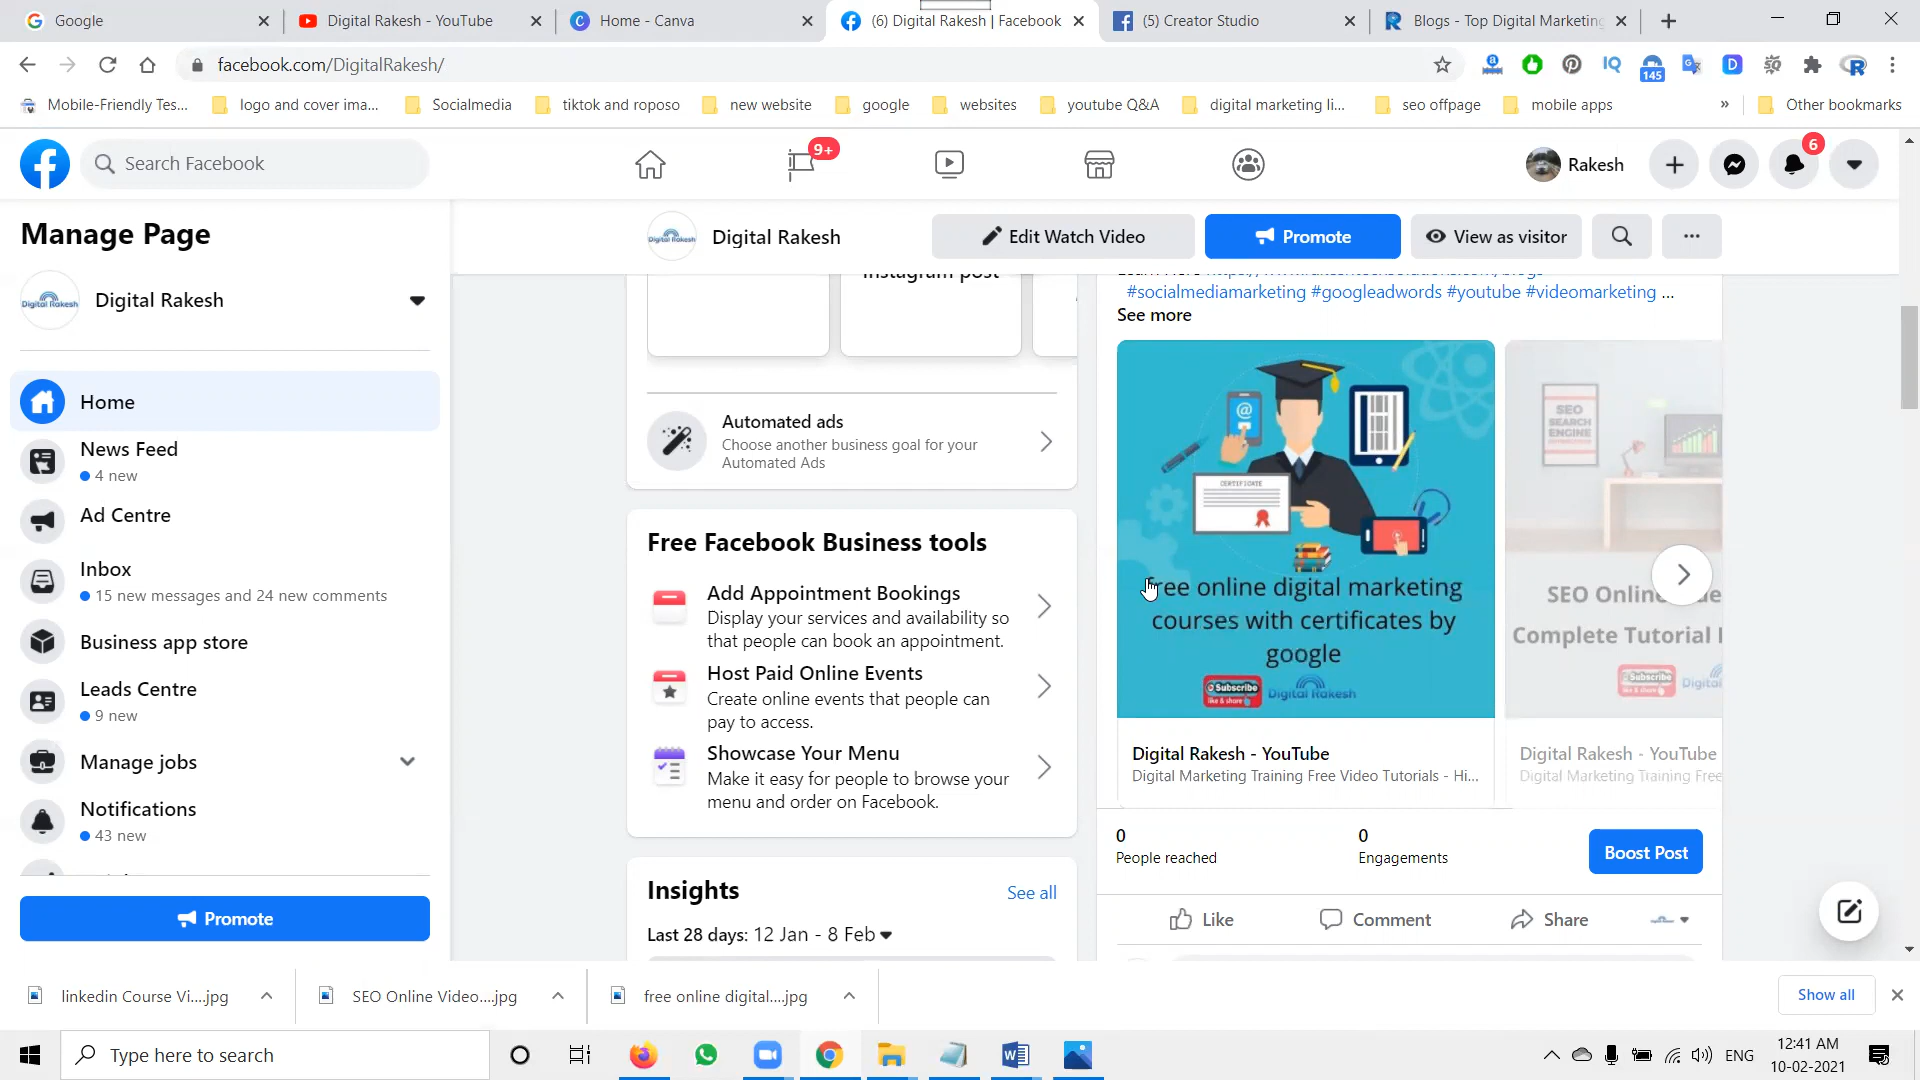 Google
Digital Rakesh - YouTube
Home - Canva
(6) Digital Rakesh | Facebook
(5) Creator Studio
Blogs - Top Digital Marketing
facebook.com/DigitalRakesh/
145
Mobile-Friendly Tes...
logo and cover ima...
Socialmedia
tiktok and roposo
new website
google
websites
youtube Q&A
digital marketing li...
seo offpage
mobile apps
»
Other bookmarks
Search Facebook
9+
Rakesh
6
Manage Page
Digital Rakesh
Edit Watch Video
Promote
View as visitor
Digital Rakesh
Home
News Feed
4 new
Ad Centre
Inbox
15 new messages and 24 new comments
Business app store
Leads Centre
9 new
Manage jobs
Notifications
43 new
Promote
Instagram post
Automated ads
Choose another business goal for your
Automated Ads
Free Facebook Business tools
Add Appointment Bookings
Display your services and availability so
that people can book an appointment.
Host Paid Online Events
Create online events that people can
pay to access.
Showcase Your Menu
Make it easy for people to browse your
menu and order on Facebook.
Insights
See all
Last 28 days: 12 Jan - 8 Feb
#socialmediamarketing #googleadwords #youtube #videomarketing ...
See more
CERTIFICATE
free online digital marketing
courses with certificates by
google
Subscribe
like & share
Digital Rakesh
SEO
SEARCH
ENGINE
SEO Online
Complete Tutorial
Subscribe
like & share
Digital Rakesh - YouTube
Digital Marketing Training Free Video Tutorials - Hi...
Digital Rakesh - YouTube
Digital Marketing Training Free
0
People reached
0
Engagements
Boost Post
Like
Comment
Share
linkedin Course Vi....jpg
SEO Online Video....jpg
free online digital....jpg
Show all
Type here to search
ENG
12:41 AM
10-02-2021